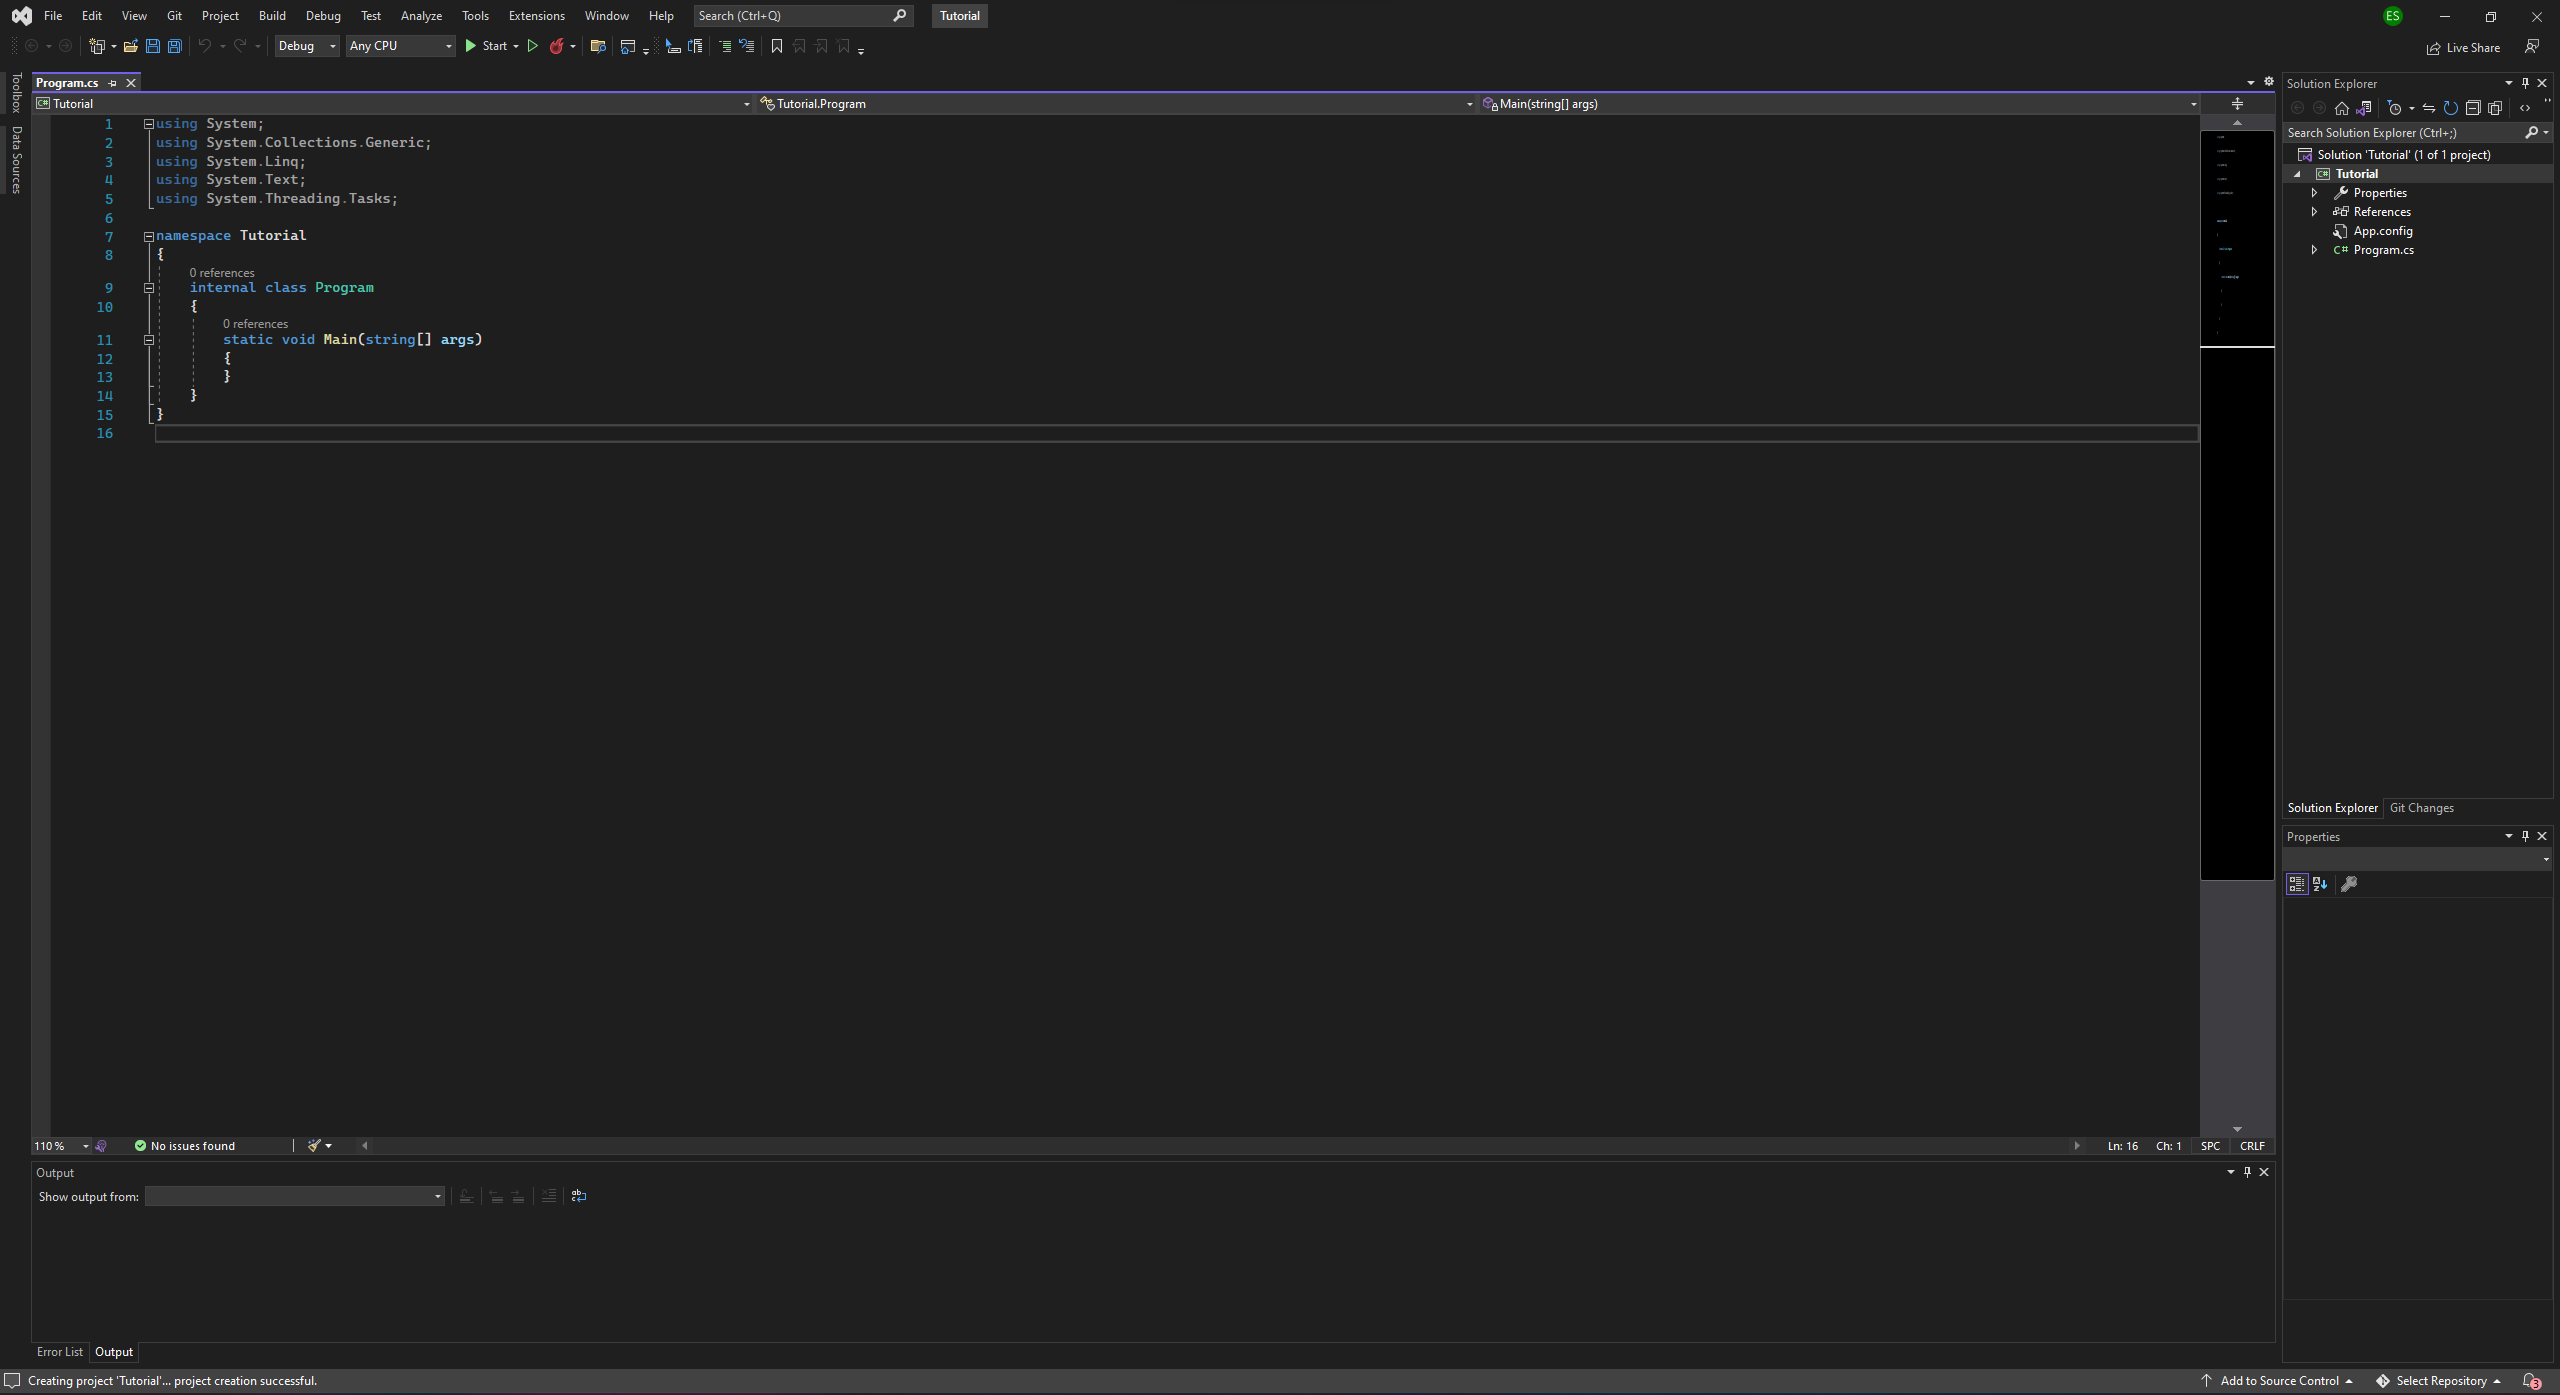 File Edit View Git Project Build Debug Test Analyze Tools Extensions Window Help Search (Ctrl+Q) Tutorial ES
Debug Any CPU Start Live Share
Toolbox
Data Sources
Program.cs
Tutorial Tutorial.Program Main(string[] args)
1 using System;
2 using System.Collections.Generic;
3 using System.Linq;
4 using System.Text;
5 using System.Threading.Tasks;
6
7 namespace Tutorial
8 {
0 references
9 internal class Program
10 {
0 references
11 static void Main(string[] args)
12 {
13 }
14 }
15 }
16
110 % No issues found Ln: 16 Ch: 1 SPC CRLF
Output
Show output from:
Error List Output
Solution Explorer
Search Solution Explorer (Ctrl+;)
Solution 'Tutorial' (1 of 1 project)
C# Tutorial
Properties
References
App.config
C# Program.cs
Solution Explorer Git Changes
Properties
Creating project 'Tutorial'... project creation successful. Add to Source Control Select Repository 3